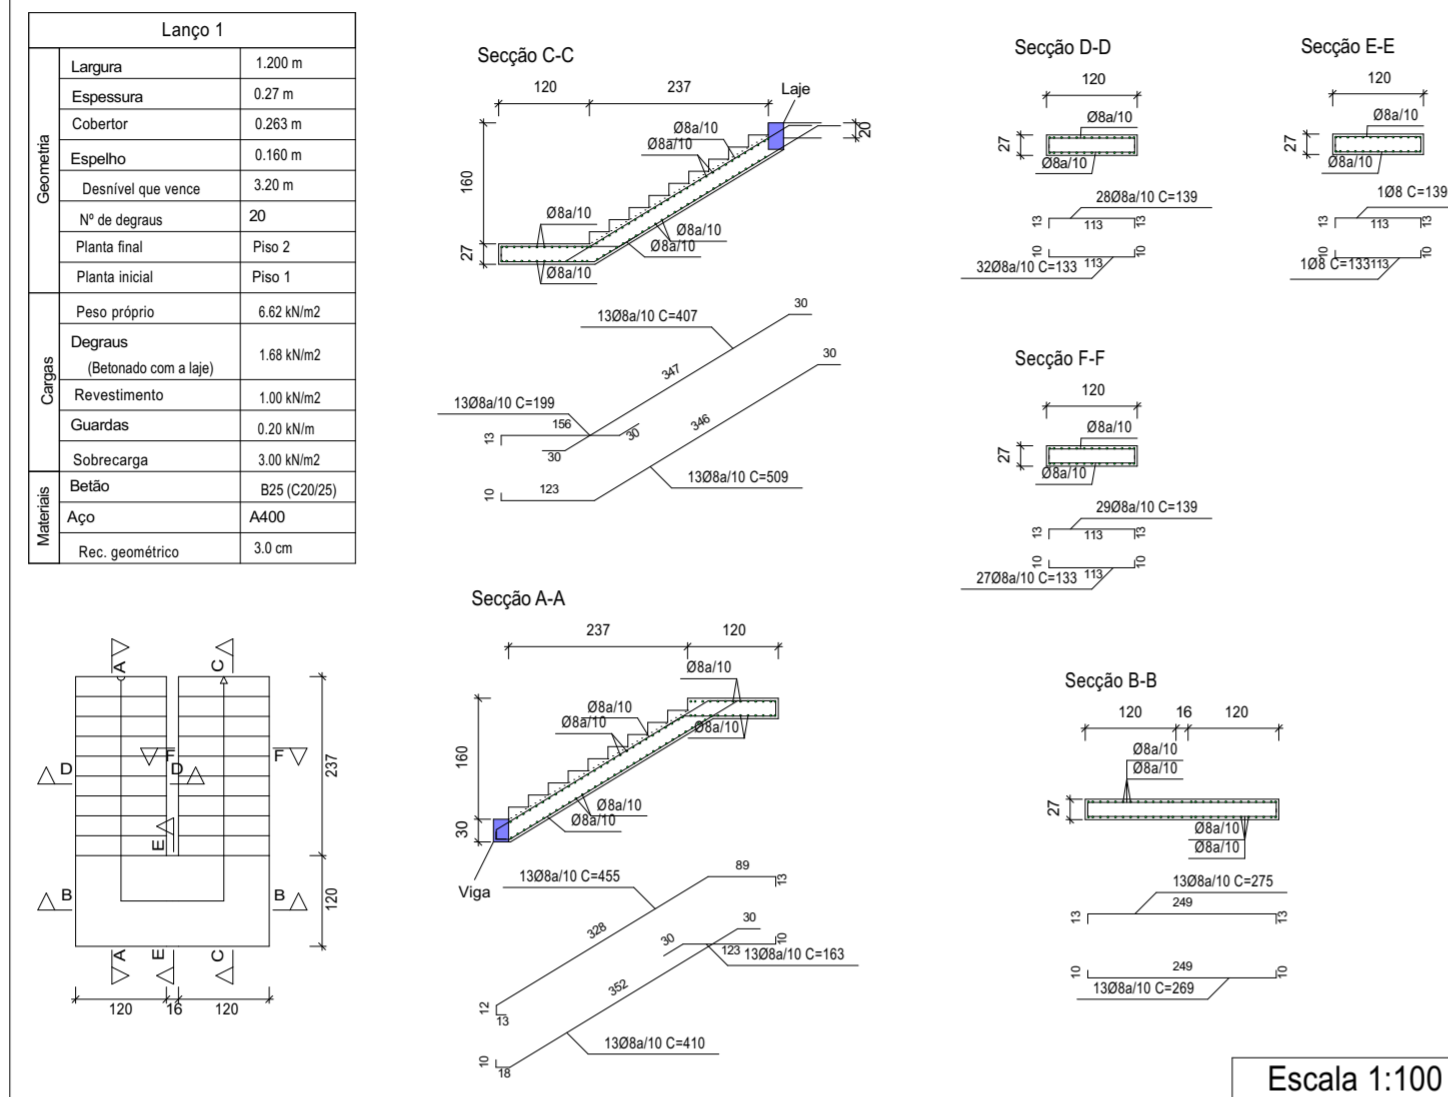 Lanço 1
Geometria
Largura 1.200 m
Espessura 0.27 m
Cobertor 0.263 m
Espelho 0.160 m
Desnível que vence 3.20 m
Nº de degraus 20
Planta final Piso 2
Planta inicial Piso 1
Cargas
Peso próprio 6.62 kN/m2
Degraus
(Betonado com a laje) 1.68 kN/m2
Revestimento 1.00 kN/m2
Guardas 0.20 kN/m
Sobrecarga 3.00 kN/m2
Materiais
Betão B25 (C20/25)
Aço A400
Rec. geométrico 3.0 cm
Secção C-C
120 237
Laje
20
Ø8a/10
Ø8a/10
160
Ø8a/10
Ø8a/10
Ø8a/10
27
Ø8a/10
30
13Ø8a/10 C=407
347
30
13Ø8a/10 C=199
156
13
30
30
346
13Ø8a/10 C=509
123
10
Secção D-D
120
Ø8a/10
27
Ø8a/10
28Ø8a/10 C=139
13 113 13
10 113 10
32Ø8a/10 C=133
Secção E-E
120
Ø8a/10
27
Ø8a/10
1Ø8 C=139
13 113 13
10 113 10
1Ø8 C=133
Secção F-F
120
Ø8a/10
27
Ø8a/10
29Ø8a/10 C=139
13 113 13
10 113 10
27Ø8a/10 C=133
A C
F F
D D
237
E
B B
120
A E C
120 16 120
Secção A-A
237 120
Ø8a/10
Ø8a/10
Ø8a/10
Ø8a/10
160
Ø8a/10
Ø8a/10
30
Viga
13Ø8a/10 C=455
89
13
328
30
30
10
123
13Ø8a/10 C=163
352
12
13
13Ø8a/10 C=410
10
18
Secção B-B
120 16 120
Ø8a/10
Ø8a/10
27
Ø8a/10
Ø8a/10
13Ø8a/10 C=275
249
13 13
249
10 10
13Ø8a/10 C=269
Escala 1:100